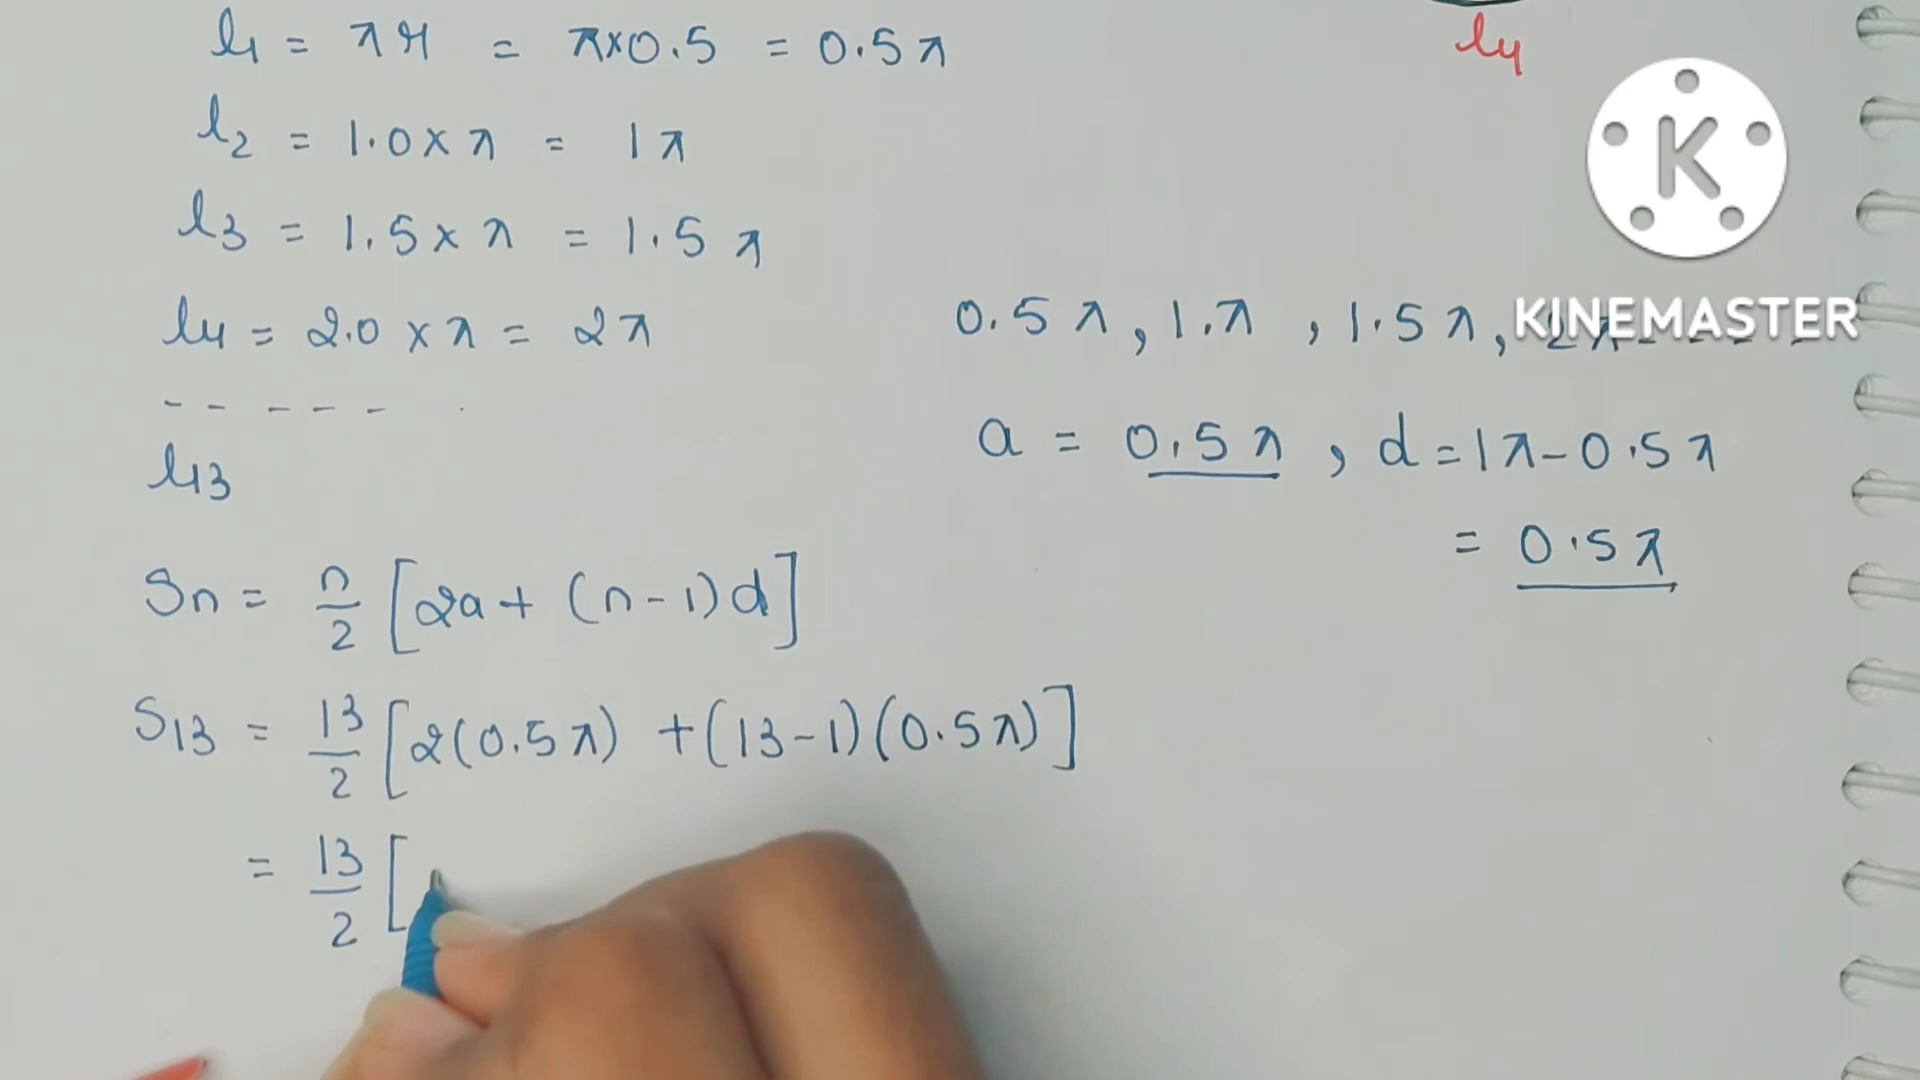 l1 = πr = π×0.5 = 0.5π
l4
l2 = 1.0×π = 1π
K
l3 = 1.5×π = 1.5π
KINEMASTER
l4 = 2.0×π = 2π
0.5π, 1.π, 1.5π, 2π - - - -
- - - - -
a = 0.5π, d = 1π-0.5π
l13
= 0.5π
Sn = n/2 [2a+(n-1)d]
S13 = 13/2 [2(0.5π) +(13-1)(0.5π)]
= 13/2 [